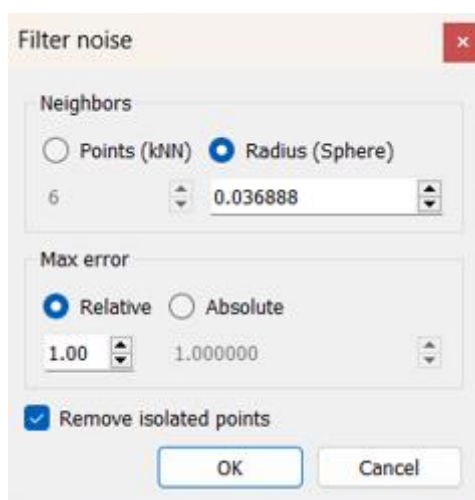 Filter noise
Neighbors
Points (kNN) Radius (Sphere)
6 0.036888
Max error
Relative Absolute
1.00 1.000000
Remove isolated points
OK Cancel